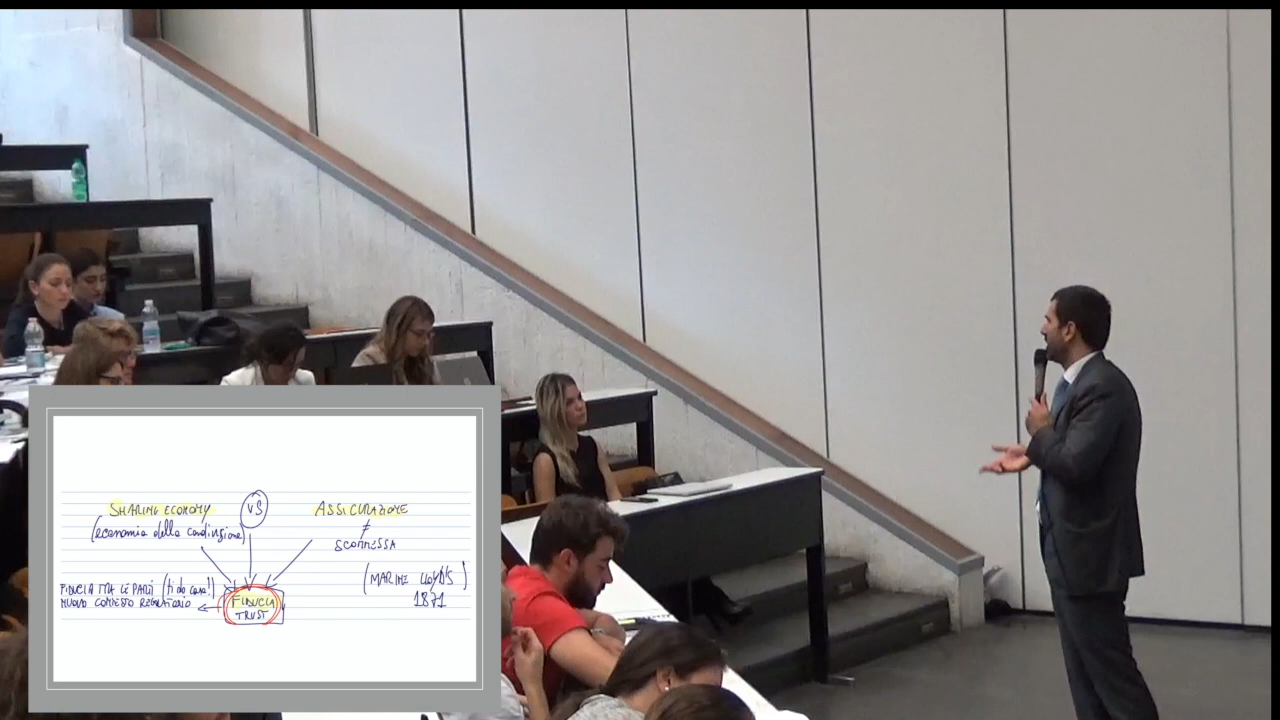 SHARING ECONOMY
VS
ASSICURAZIONE
(economia della condivisione)
≠
SCOMMESSA
FIDUCIA TRA LE PARTI (ti do casa!)
NUOVO CONTESTO REGOLATORIO
FIDUCIA
TRUST
(MARINE LLOYD'S)
1871